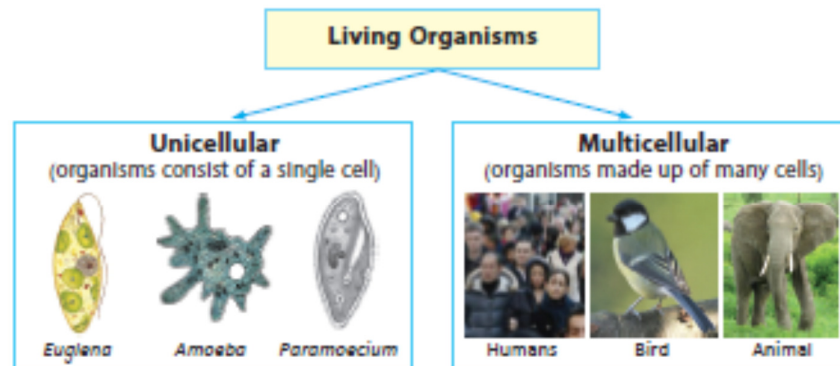 Living Organisms
Unicellular
(organisms consist of a single cell)
Euglena Amoeba Paramoecium
Multicellular
(organisms made up of many cells)
Humans Bird Animal